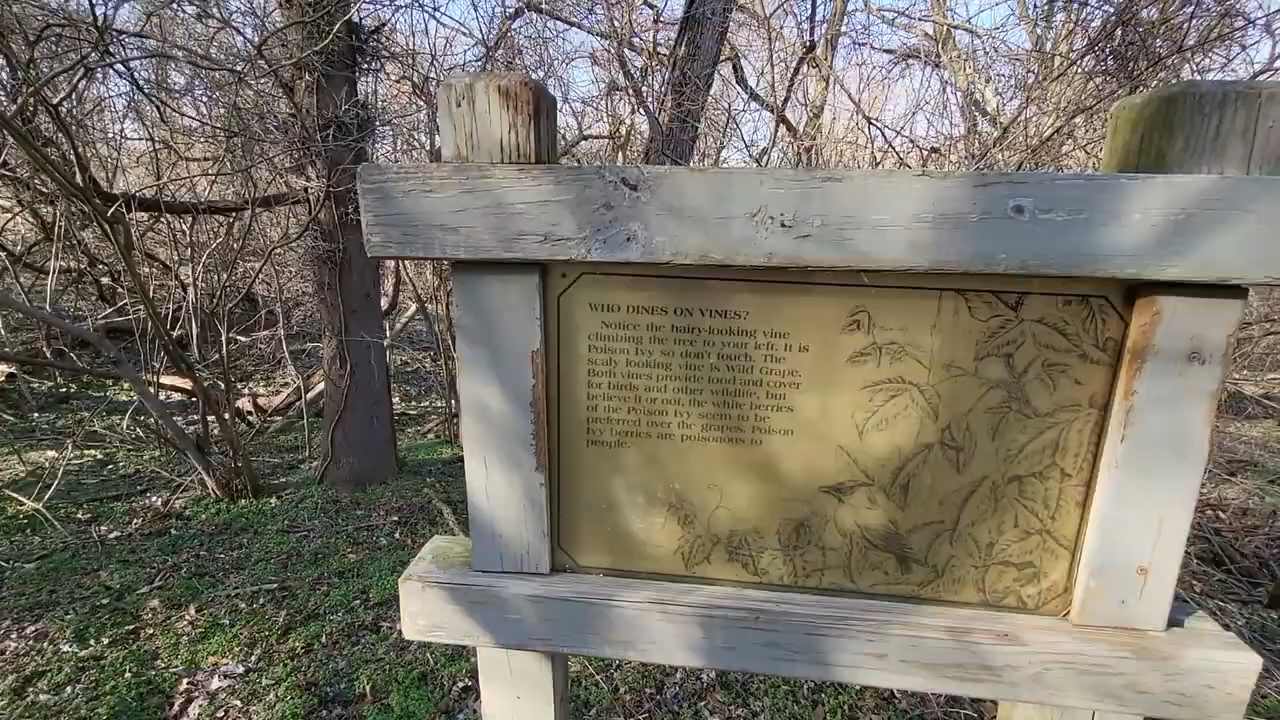 WHO DINES ON VINES?
Notice the hairy-looking vine
climbing the tree to your left. It is
Poison Ivy so don't touch. The
scaly looking vine is Wild Grape.
Both vines provide food and cover
for birds and other wildlife, but
believe it or not, the white berries
of the Poison Ivy seem to be
preferred over the grapes. Poison
Ivy berries are poisonous to
people.